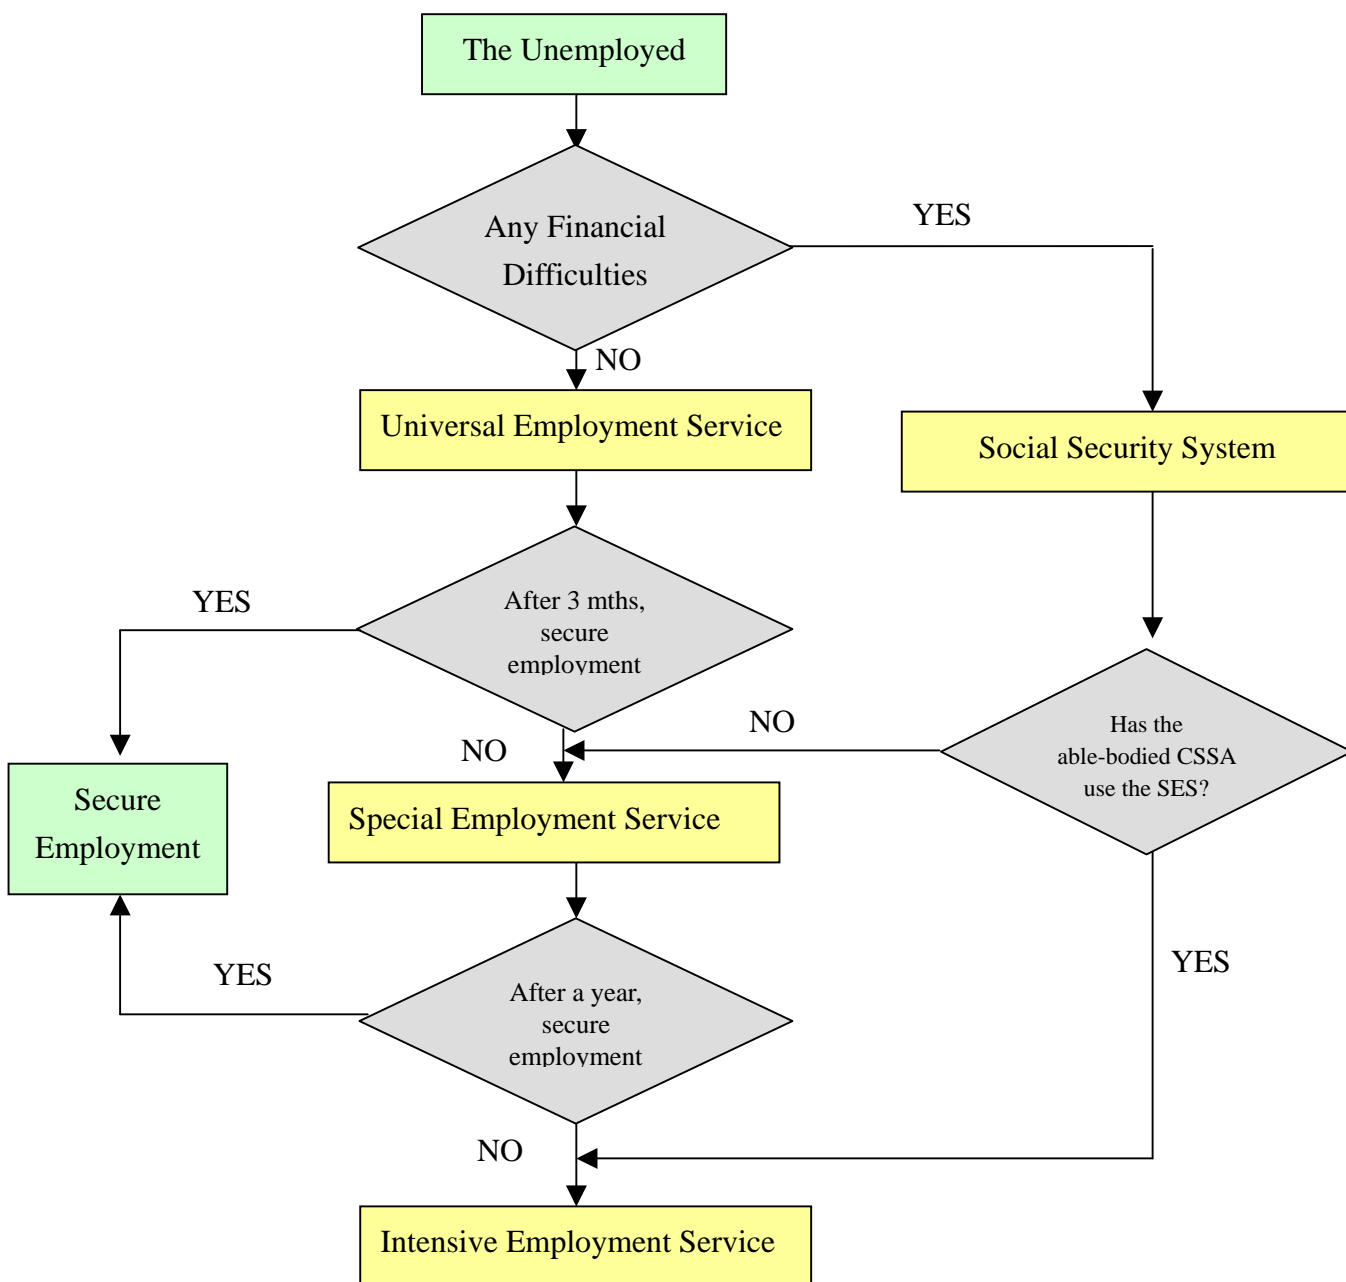 The Unemployed
Any Financial
Difficulties
YES
NO
Universal Employment Service
Social Security System
After 3 mths,
secure
employment
YES
NO
NO
Has the
able-bodied CSSA
use the SES?
Secure
Employment
Special Employment Service
YES
After a year,
secure
employment
YES
NO
Intensive Employment Service